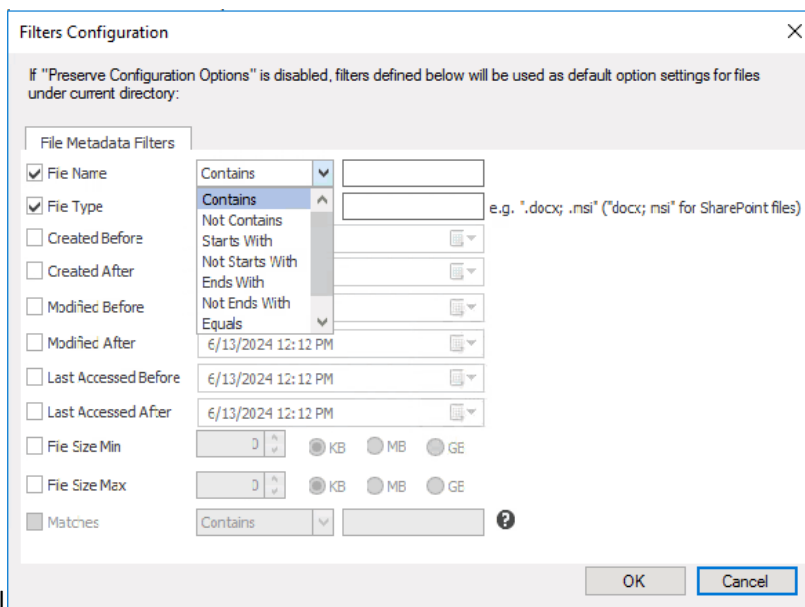 Filters Configuration
If "Preserve Configuration Options" is disabled, filters defined below will be used as default option settings for files
under current directory:
File Metadata Filters
File Name Contains
Contains
Not Contains
Starts With
Not Starts With
Ends With
Not Ends With
Equals
File Type e.g. ".docx; .msi" ("docx; msi" for SharePoint files)
Created Before
Created After
Modified Before
Modified After 6/13/2024 12:12 PM
Last Accessed Before 6/13/2024 12:12 PM
Last Accessed After 6/13/2024 12:12 PM
File Size Min 0 KB MB GB
File Size Max 0 KB MB GB
Matches Contains ?
OK Cancel